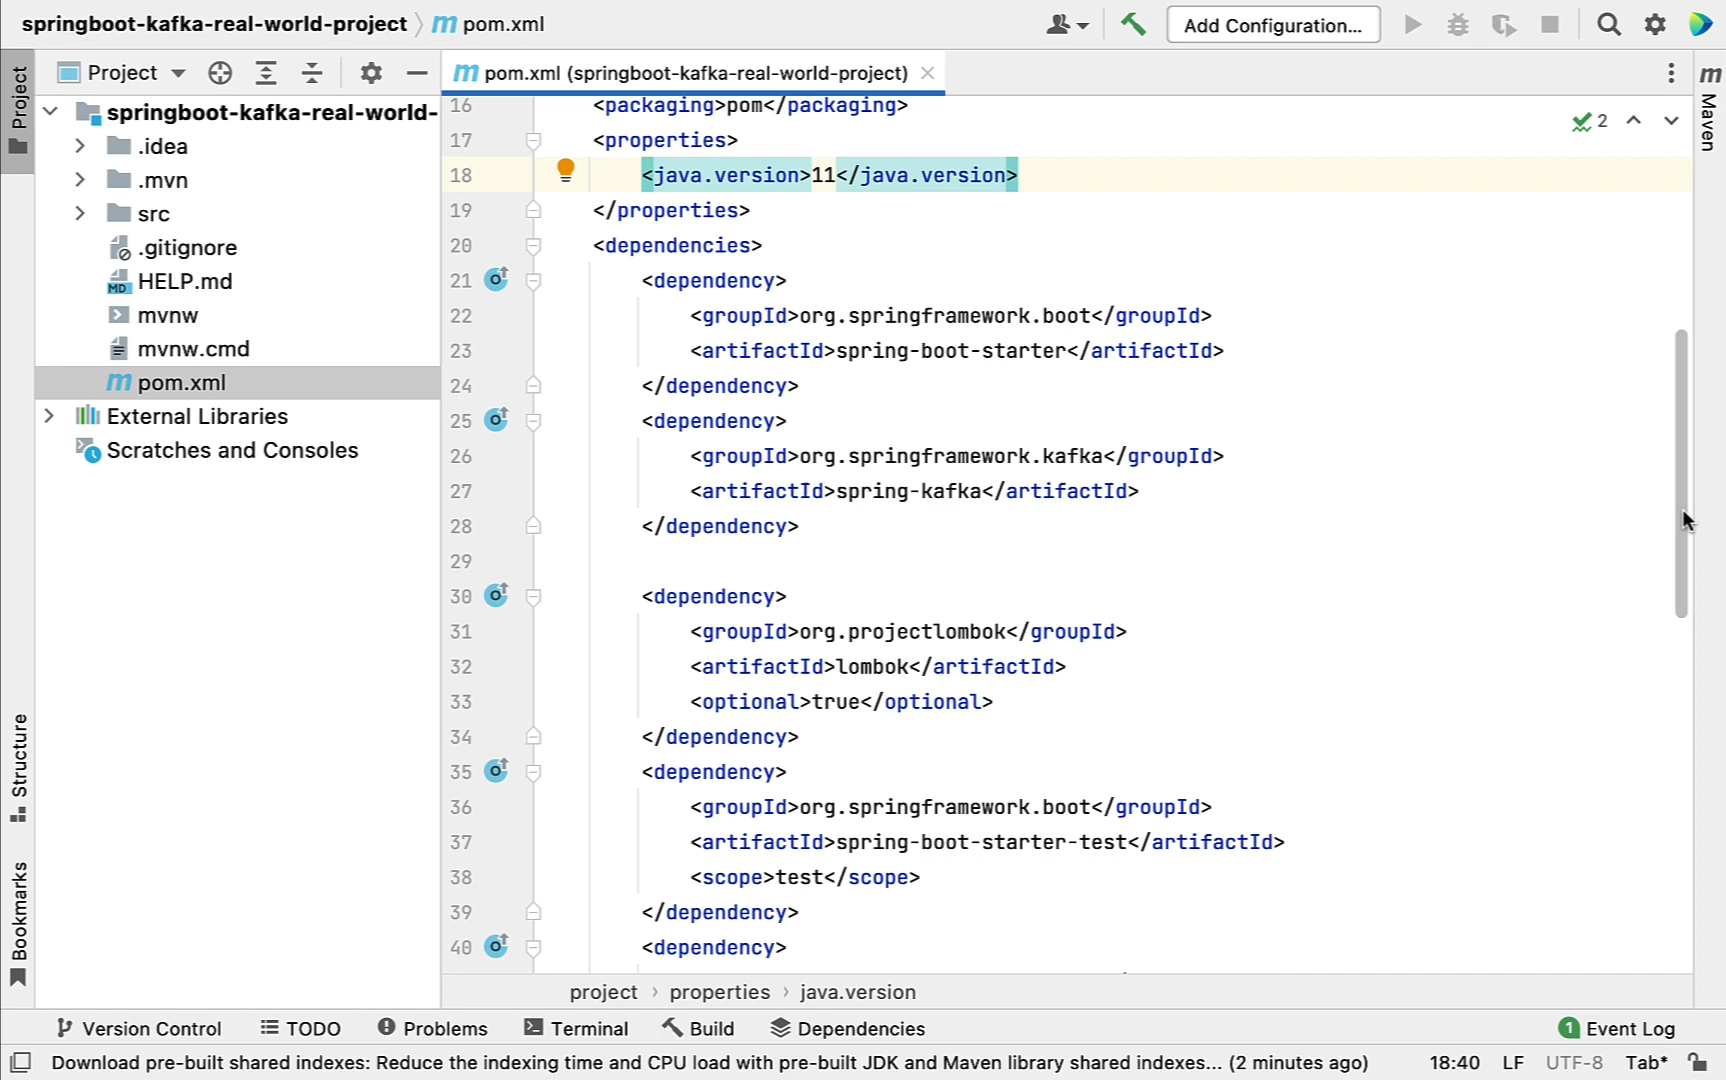 springboot-kafka-real-world-project
pom.xml
Add Configuration...
Project
Project
pom.xml (springboot-kafka-real-world-project)
Maven
springboot-kafka-real-world-
.idea
.mvn
src
.gitignore
HELP.md
mvnw
mvnw.cmd
pom.xml
External Libraries
Scratches and Consoles
2
16 <packaging>pom</packaging>
17 <properties>
18 <java.version>11</java.version>
19 </properties>
20 <dependencies>
21 <dependency>
22 <groupId>org.springframework.boot</groupId>
23 <artifactId>spring-boot-starter</artifactId>
24 </dependency>
25 <dependency>
26 <groupId>org.springframework.kafka</groupId>
27 <artifactId>spring-kafka</artifactId>
28 </dependency>
29
30 <dependency>
31 <groupId>org.projectlombok</groupId>
32 <artifactId>lombok</artifactId>
33 <optional>true</optional>
34 </dependency>
35 <dependency>
36 <groupId>org.springframework.boot</groupId>
37 <artifactId>spring-boot-starter-test</artifactId>
38 <scope>test</scope>
39 </dependency>
40 <dependency>
Structure
Bookmarks
project › properties › java.version
Version Control TODO Problems Terminal Build Dependencies 1 Event Log
Download pre-built shared indexes: Reduce the indexing time and CPU load with pre-built JDK and Maven library shared indexes... (2 minutes ago) 18:40 LF UTF-8 Tab*